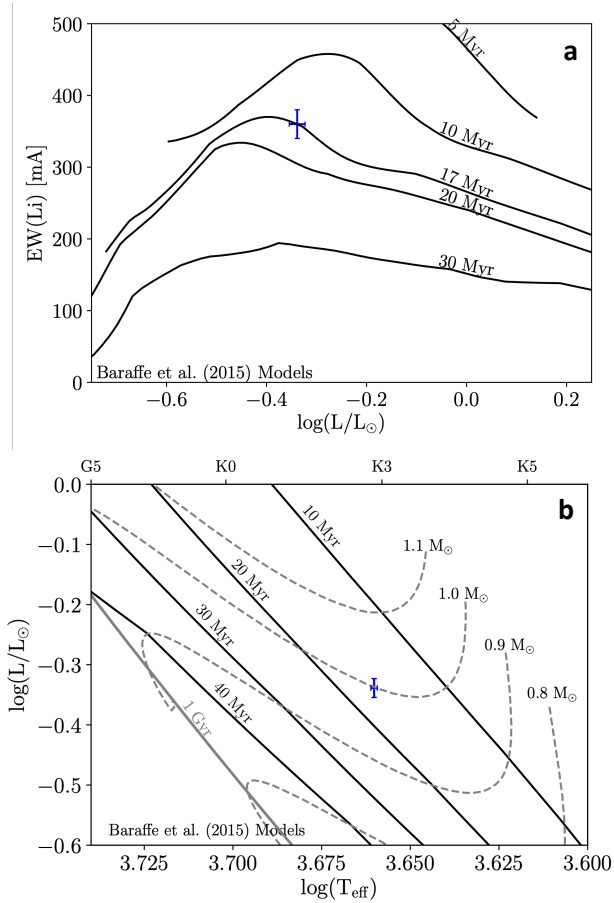 a
500
400
300
200
100
0
EW(Li) [mA]
5 Myr
10 Myr
17 Myr
20 Myr
30 Myr
Baraffe et al. (2015) Models
−0.6 −0.4 −0.2 0.0 0.2
log(L/L☉)
G5 K0 K3 K5
b
0.0
−0.1
−0.2
−0.3
−0.4
−0.5
−0.6
log(L/L☉)
10 Myr
20 Myr
30 Myr
40 Myr
1 Gyr
1.1 M☉
1.0 M☉
0.9 M☉
0.8 M☉
Baraffe et al. (2015) Models
3.725 3.700 3.675 3.650 3.625 3.600
log(Teff)